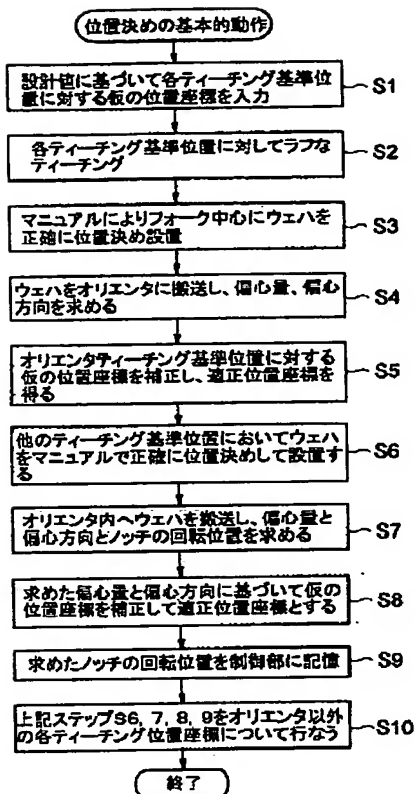 位置決めの基本的動作
設計値に基づいて各ティーチング基準位
置に対する仮の位置座標を入力
S1
各ティーチング基準位置に対してラフな
ティーチング
S2
マニュアルによりフォーク中心にウェハを
正確に位置決め設置
S3
ウェハをオリエンタに搬送し、偏心量、偏心
方向を求める
S4
オリエンタティーチング基準位置に対する
仮の位置座標を補正し、適正位置座標を
得る
S5
他のティーチング基準位置においてウェハ
をマニュアルで正確に位置決めして設置す
る
S6
オリエンタ内へウェハを搬送し、偏心量と
偏心方向とノッチの回転位置を求める
S7
求めた偏心量と偏心方向に基づいて仮の
位置座標を補正して適正位置座標とする
S8
求めたノッチの回転位置を制御部に記憶
S9
上記ステップS6, 7, 8, 9をオリエンタ以外
の各ティーチング位置座標について行なう
S10
終了